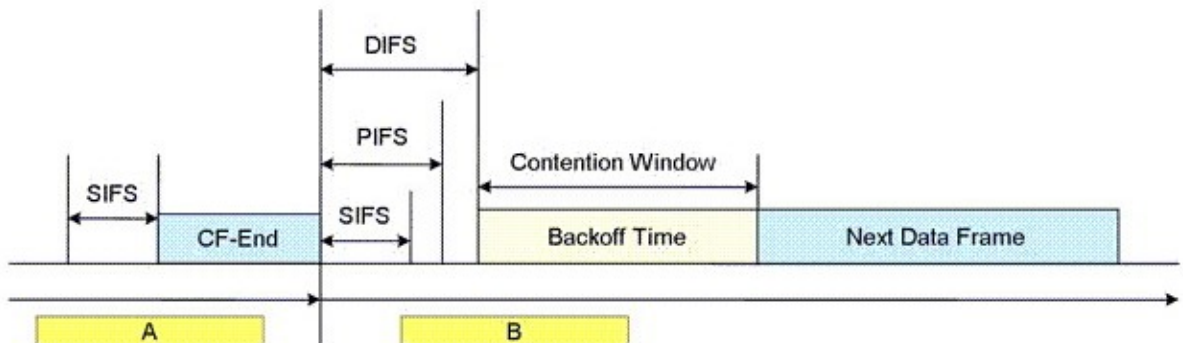 DIFS
PIFS
Contention Window
SIFS
SIFS
CF-End
Backoff Time
Next Data Frame
A
B